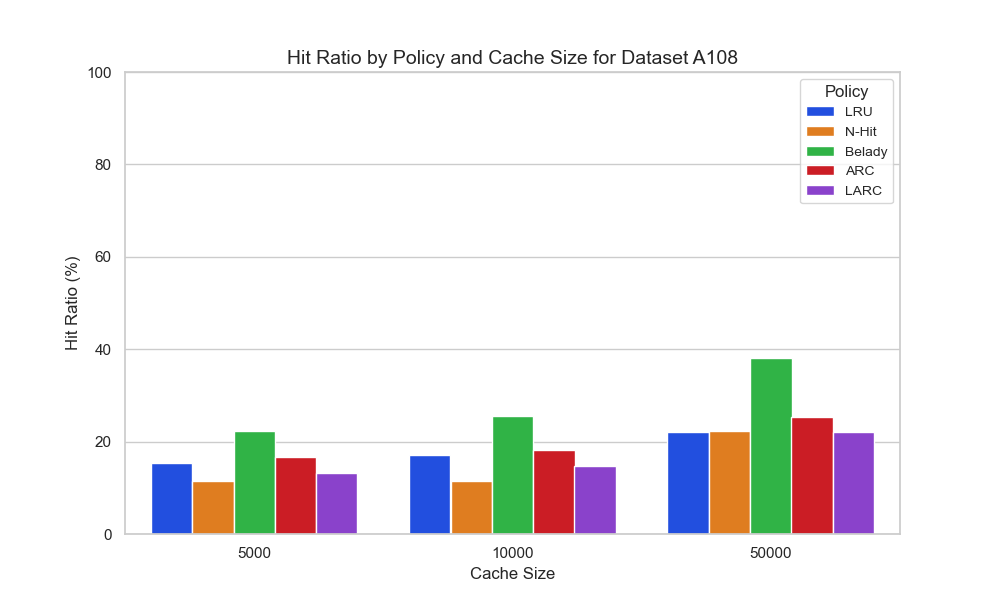 Hit Ratio by Policy and Cache Size for Dataset A108
Hit Ratio (%)
100
80
60
40
20
0
Policy
LRU
N-Hit
Belady
ARC
LARC
5000
10000
50000
Cache Size